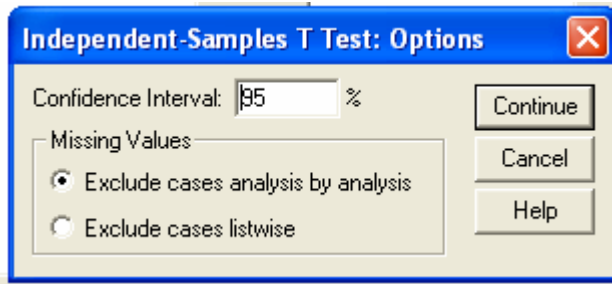 Independent-Samples T Test: Options
Confidence Interval: 95 %
Continue
Missing Values
Exclude cases analysis by analysis
Cancel
Exclude cases listwise
Help